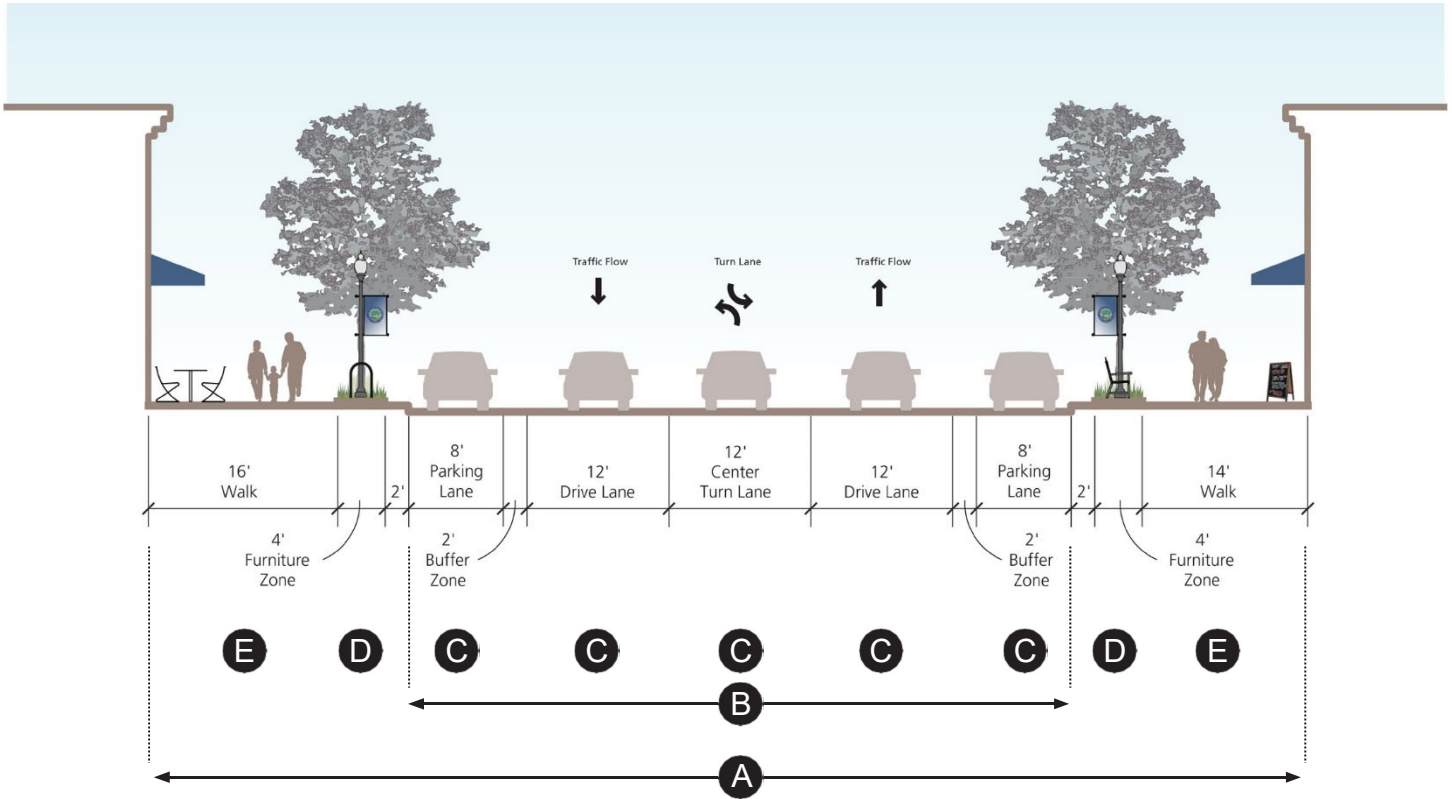 Traffic Flow
Turn Lane
Traffic Flow
16'
Walk
2'
8'
Parking
Lane
12'
Drive Lane
12'
Center
Turn Lane
12'
Drive Lane
8'
Parking
Lane
2'
14'
Walk
4'
Furniture
Zone
2'
Buffer
Zone
2'
Buffer
Zone
4'
Furniture
Zone
E
D
C
C
C
C
C
D
E
B
A